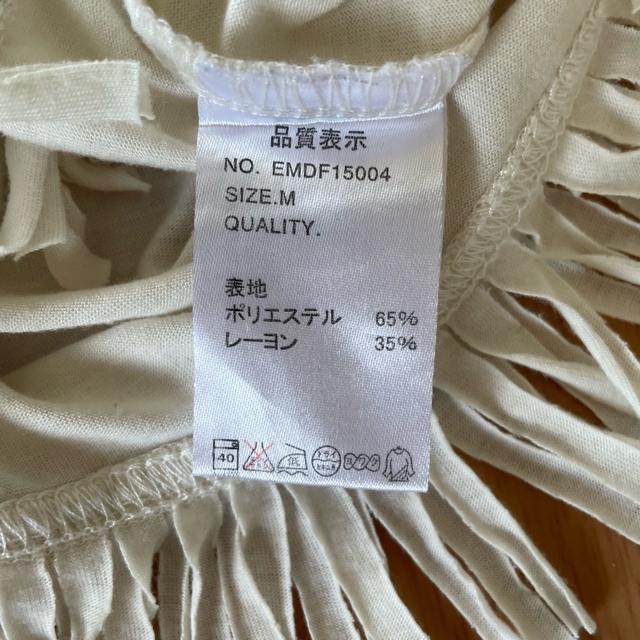 品質表示
NO. EMDF15004
SIZE.M
QUALITY.
表地
ポリエステル 65%
レーヨン 35%
40